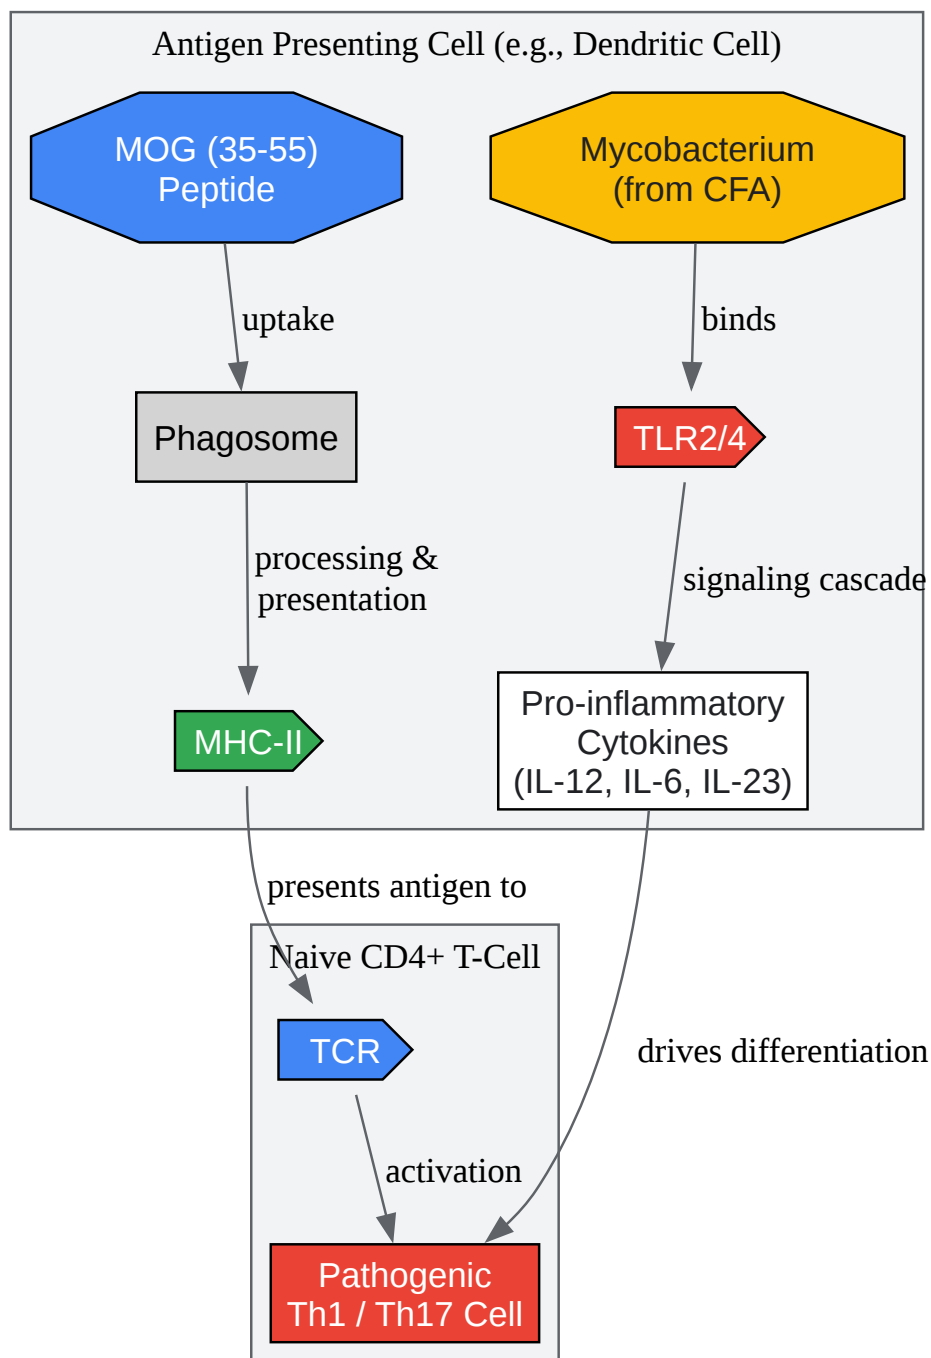 Antigen Presenting Cell (e.g., Dendritic Cell)
MOG (35-55)
Peptide
Mycobacterium
(from CFA)
uptake
binds
Phagosome
TLR2/4
processing &
presentation
signaling cascade
MHC-II
Pro-inflammatory
Cytokines
(IL-12, IL-6, IL-23)
presents antigen to
Naive CD4+ T-Cell
TCR
drives differentiation
activation
Pathogenic
Th1 / Th17 Cell